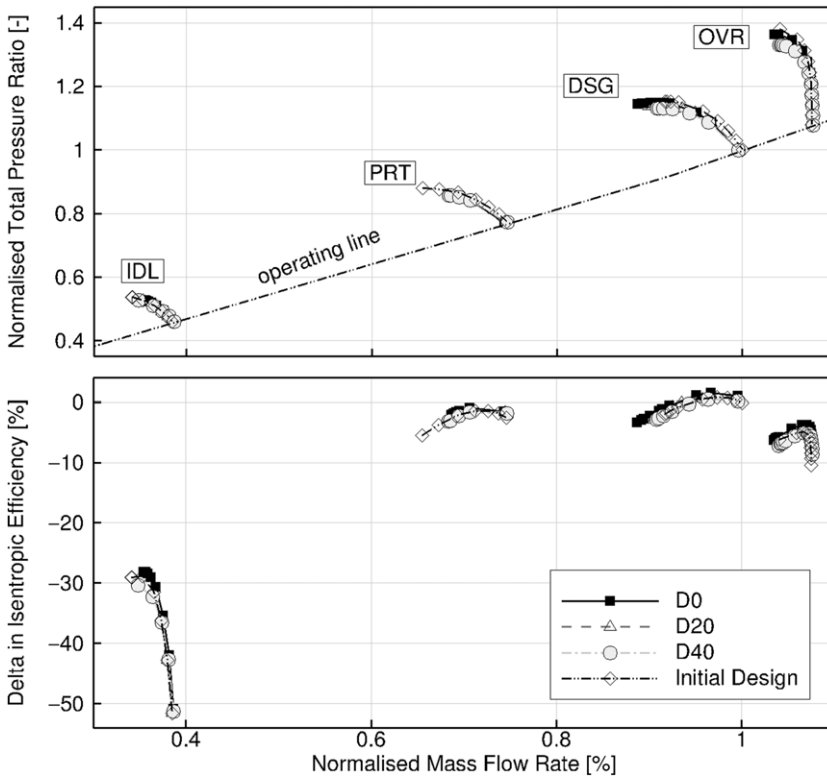 Normalised Total Pressure Ratio [-]
1.4
1.2
1
0.8
0.6
0.4
OVR
DSG
PRT
IDL
operating line
Delta in Isentropic Efficiency [%]
0
−10
−20
−30
−40
−50
D0
D20
D40
Initial Design
0.4
0.6
0.8
1
Normalised Mass Flow Rate [%]